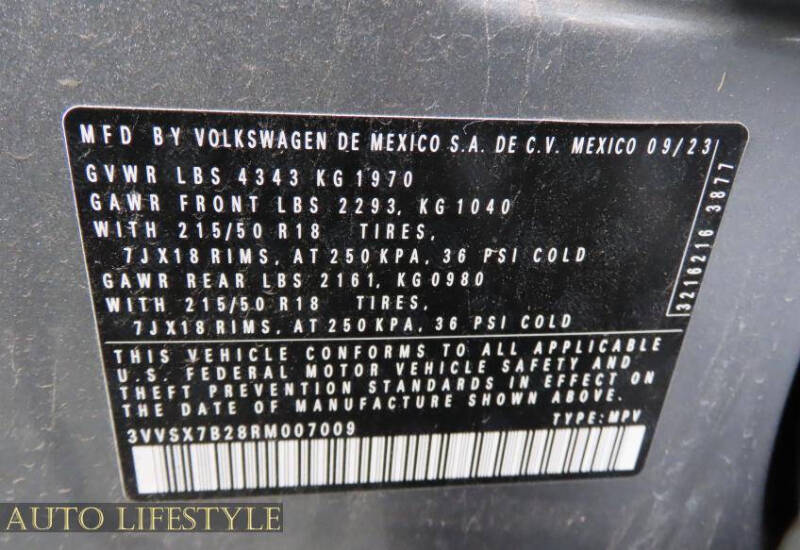 MFD BY VOLKSWAGEN DE MEXICO S.A. DE C.V. MEXICO 09/23
GVWR LBS 4343 KG 1970
GAWR FRONT LBS 2293, KG 1040
WITH 215/50 R18 TIRES,
7JX18 RIMS, AT 250 KPA, 36 PSI COLD
GAWR REAR LBS 2161, KG 0980
WITH 215/50 R18 TIRES,
7JX18 RIMS, AT 250 KPA, 36 PSI COLD
THIS VEHICLE CONFORMS TO ALL APPLICABLE
U.S. FEDERAL MOTOR VEHICLE SAFETY AND
THEFT PREVENTION STANDARDS IN EFFECT ON
THE DATE OF MANUFACTURE SHOWN ABOVE.
3VVSX7B28RM007009 TYPE: MPV
3216216 3877
AUTO LIFESTYLE